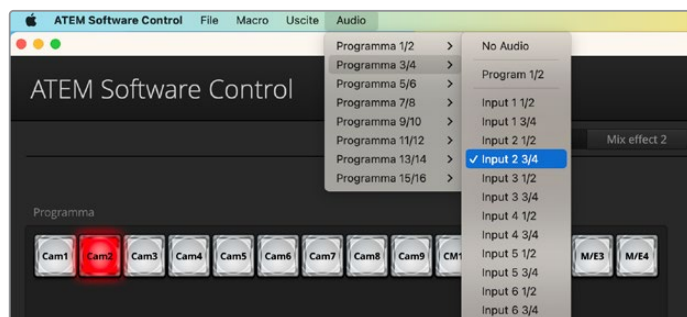 ATEM Software Control File Macro Uscite Audio
ATEM Software Control
Programma 1/2
Programma 3/4
Programma 5/6
Programma 7/8
Programma 9/10
Programma 11/12
Programma 13/14
Programma 15/16
No Audio
Program 1/2
Input 1 1/2
Input 1 3/4
Input 2 1/2
✓ Input 2 3/4
Input 3 1/2
Input 3 3/4
Input 4 1/2
Input 4 3/4
Input 5 1/2
Input 5 3/4
Input 6 1/2
Input 6 3/4
Mix effect 2
Programma
Cam1 Cam2 Cam3 Cam4 Cam5 Cam6 Cam7 Cam8 Cam9 M/E3 M/E4